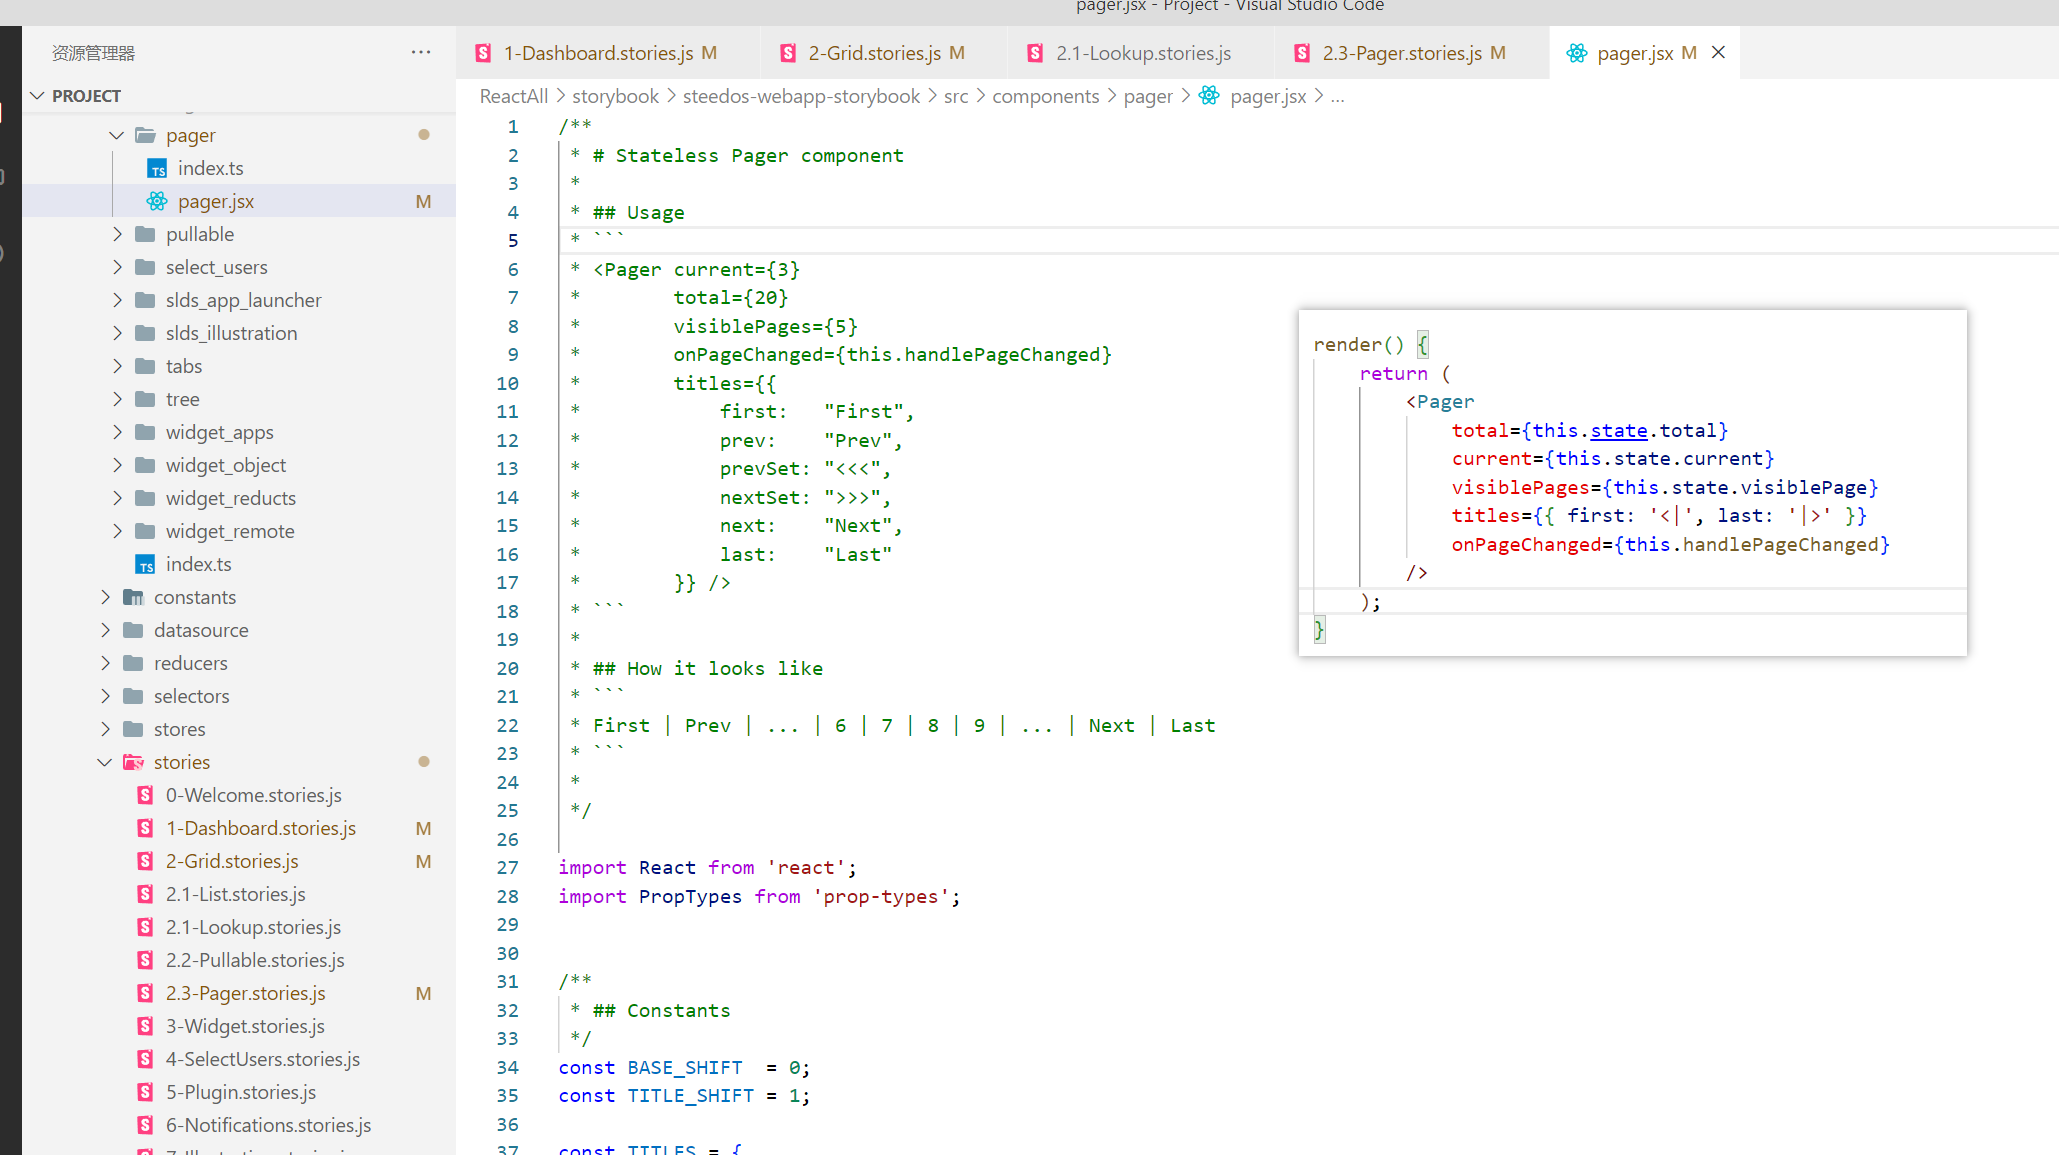 pager.jsx - Project - Visual Studio Code
资源管理器 ···
PROJECT
pager
index.ts
pager.jsx M
pullable
select_users
slds_app_launcher
slds_illustration
tabs
tree
widget_apps
widget_object
widget_reducts
widget_remote
index.ts
constants
datasource
reducers
selectors
stores
stories
0-Welcome.stories.js
1-Dashboard.stories.js M
2-Grid.stories.js M
2.1-List.stories.js
2.1-Lookup.stories.js
2.2-Pullable.stories.js
2.3-Pager.stories.js M
3-Widget.stories.js
4-SelectUsers.stories.js
5-Plugin.stories.js
6-Notifications.stories.js
1-Dashboard.stories.js M 2-Grid.stories.js M 2.1-Lookup.stories.js 2.3-Pager.stories.js M pager.jsx M
ReactAll > storybook > steedos-webapp-storybook > src > components > pager > pager.jsx > ...
1 /**
2 * # Stateless Pager component
3 *
4 * ## Usage
5 * ```
6 * <Pager current={3}
7 *        total={20}
8 *        visiblePages={5}
9 *        onPageChanged={this.handlePageChanged}
10 *        titles={{
11 *            first:   "First",
12 *            prev:    "Prev",
13 *            prevSet: "<<<",
14 *            nextSet: ">>>",
15 *            next:    "Next",
16 *            last:    "Last"
17 *        }} />
18 * ```
19 *
20 * ## How it looks like
21 * ```
22 * First | Prev | ... | 6 | 7 | 8 | 9 | ... | Next | Last
23 * ```
24 *
25 */
26
27 import React from 'react';
28 import PropTypes from 'prop-types';
29
30
31 /**
32 * ## Constants
33 */
34 const BASE_SHIFT  = 0;
35 const TITLE_SHIFT = 1;
36
37 const TITLES = {
render() {
return (
<Pager
total={this.state.total}
current={this.state.current}
visiblePages={this.state.visiblePage}
titles={{ first: '<|', last: '|>' }}
onPageChanged={this.handlePageChanged}
/>
);
}